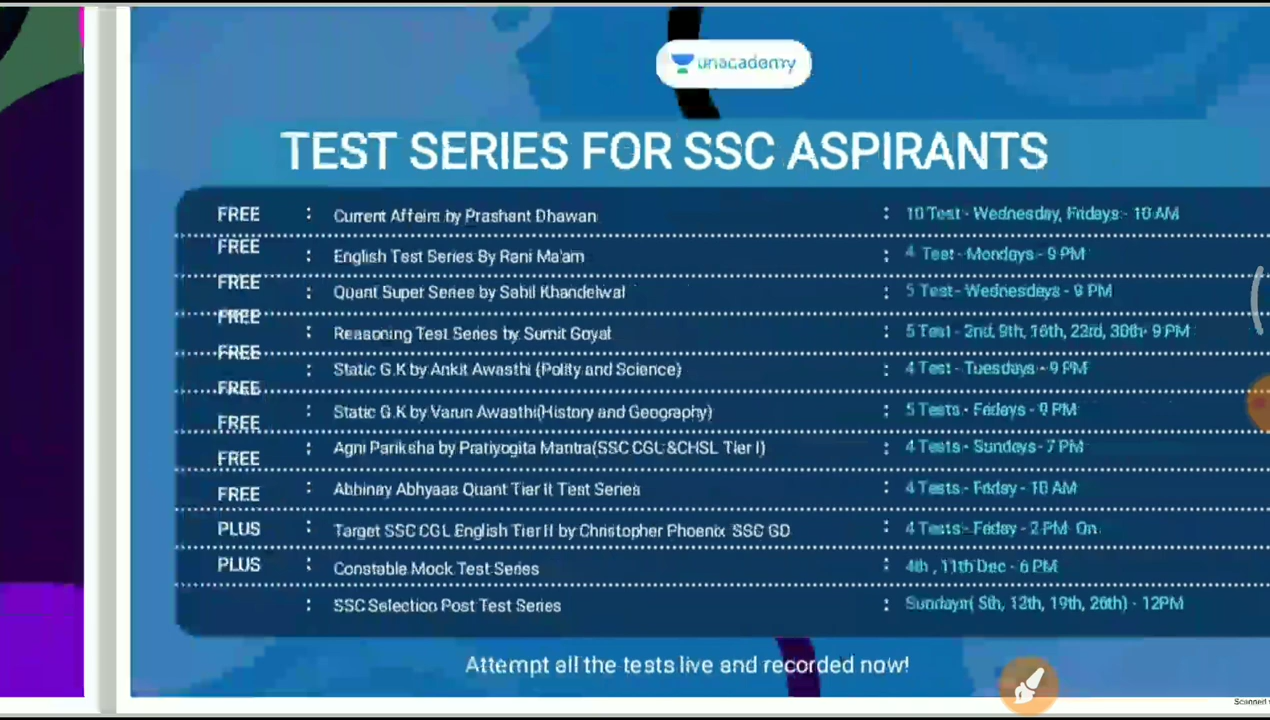 unacademy
TEST SERIES FOR SSC ASPIRANTS
FREE : Current Affairs by Prashant Dhawan : 10 Test - Wednesday, Fridays - 10 AM
FREE : English Test Series By Rani Ma'am : 4 Test - Mondays - 9 PM
FREE : Quant Super Series by Sahil Khandelwal : 5 Test - Wednesdays - 9 PM
FREE : Reasoning Test Series by Sumit Goyal : 5 Test - 2nd, 9th, 16th, 23rd, 30th - 9 PM
FREE : Static G.K by Ankit Awasthi (Polity and Science) : 4 Test - Tuesdays - 9 PM
FREE : Static G.K by Varun Awasthi(History and Geography) : 5 Tests - Fridays - 9 PM
FREE : Agni Pariksha by Pratiyogita Mantra(SSC CGL &CHSL Tier I) : 4 Tests - Sundays - 7 PM
FREE : Abhinay Abhyaas Quant Tier II Test Series : 4 Tests - Friday - 10 AM
FREE : Target SSC CGL English Tier II by Christopher Phoenix SSC GD : 4 Tests - Friday - 2 PM On
PLUS : Constable Mock Test Series : 4th , 11th Dec - 6 PM
PLUS : SSC Selection Post Test Series : Sundays( 5th, 12th, 19th, 26th) - 12PM
Attempt all the tests live and recorded now!
Scanned